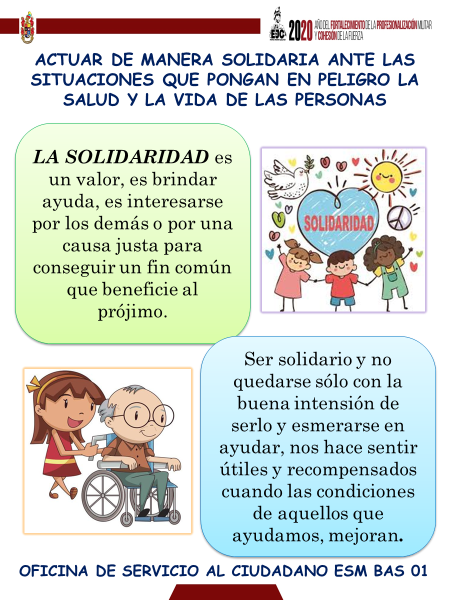 2020 AÑO DEL FORTALECIMIENTO DE LA PROFESIONALIZACIÓN MILITAR
Y COHESIÓN DE LA FUERZA
ACTUAR DE MANERA SOLIDARIA ANTE LAS
SITUACIONES QUE PONGAN EN PELIGRO LA
SALUD Y LA VIDA DE LAS PERSONAS
LA SOLIDARIDAD es
un valor, es brindar
ayuda, es interesarse
por los demás o por una
causa justa para
conseguir un fin común
que beneficie al
prójimo.
SOLIDARIDAD
Ser solidario y no
quedarse sólo con la
buena intensión de
serlo y esmerarse en
ayudar, nos hace sentir
útiles y recompensados
cuando las condiciones
de aquellos que
ayudamos, mejoran.
OFICINA DE SERVICIO AL CIUDADANO ESM BAS 01